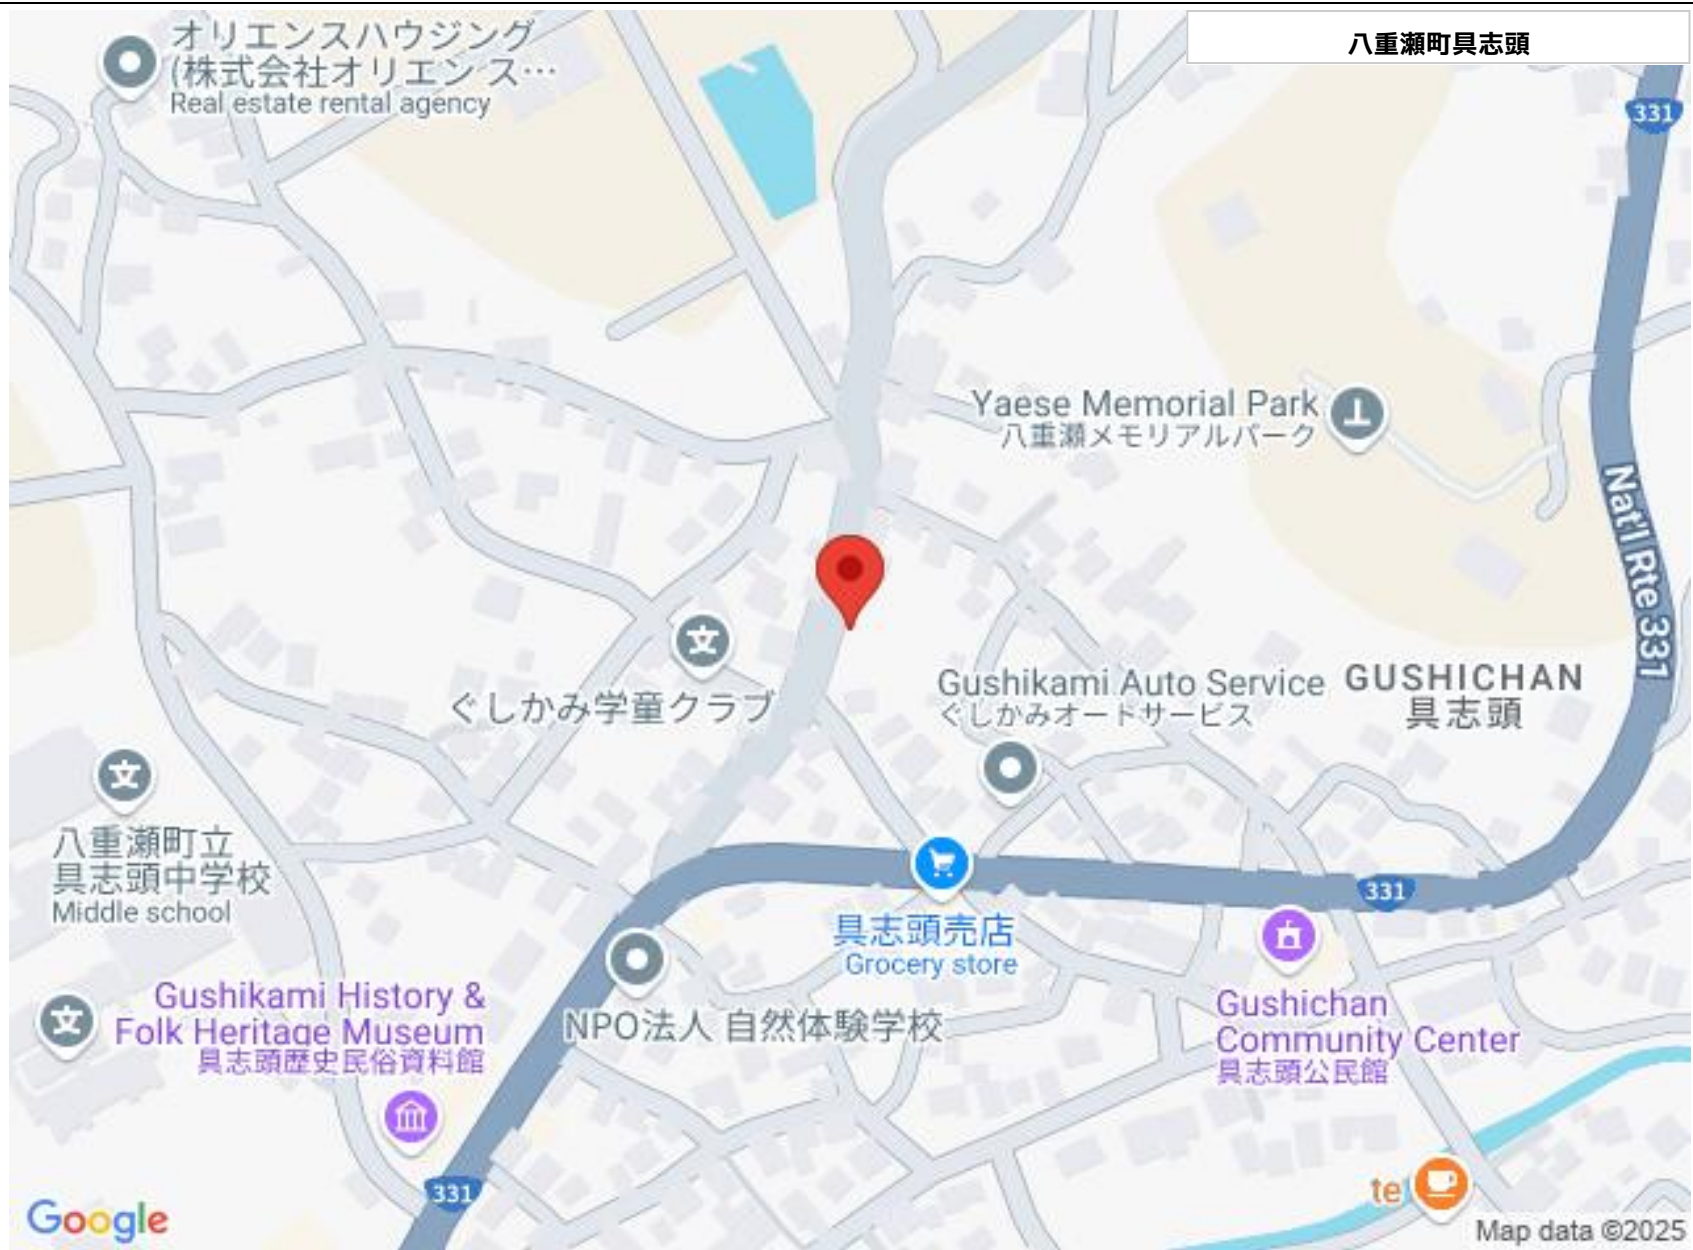 オリエンスハウジング
(株式会社オリエンス…
Real estate rental agency
八重瀬町具志頭
331
Yaese Memorial Park
八重瀬メモリアルパーク
Nat'l Rte 331
ぐしかみ学童クラブ
Gushikami Auto Service
ぐしかみオートサービス
GUSHICHAN
具志頭
八重瀬町立
具志頭中学校
Middle school
331
具志頭売店
Grocery store
Gushikami History &
Folk Heritage Museum
具志頭歴史民俗資料館
NPO法人 自然体験学校
Gushichan
Community Center
具志頭公民館
331
te
Google
Map data ©2025